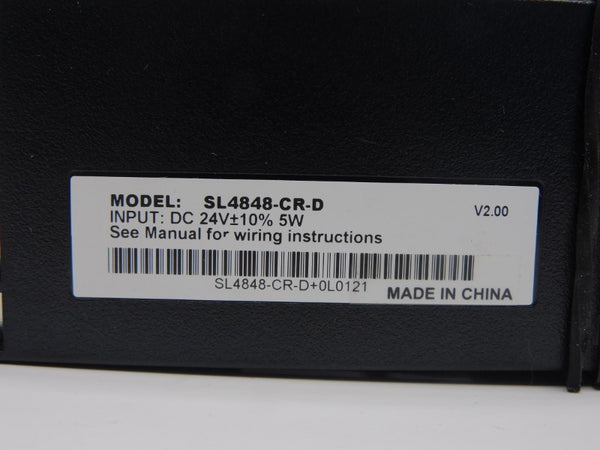 MODEL: SL4848-CR-D
V2.00
INPUT: DC 24V±10% 5W
See Manual for wiring instructions
SL4848-CR-D+0L0121
MADE IN CHINA